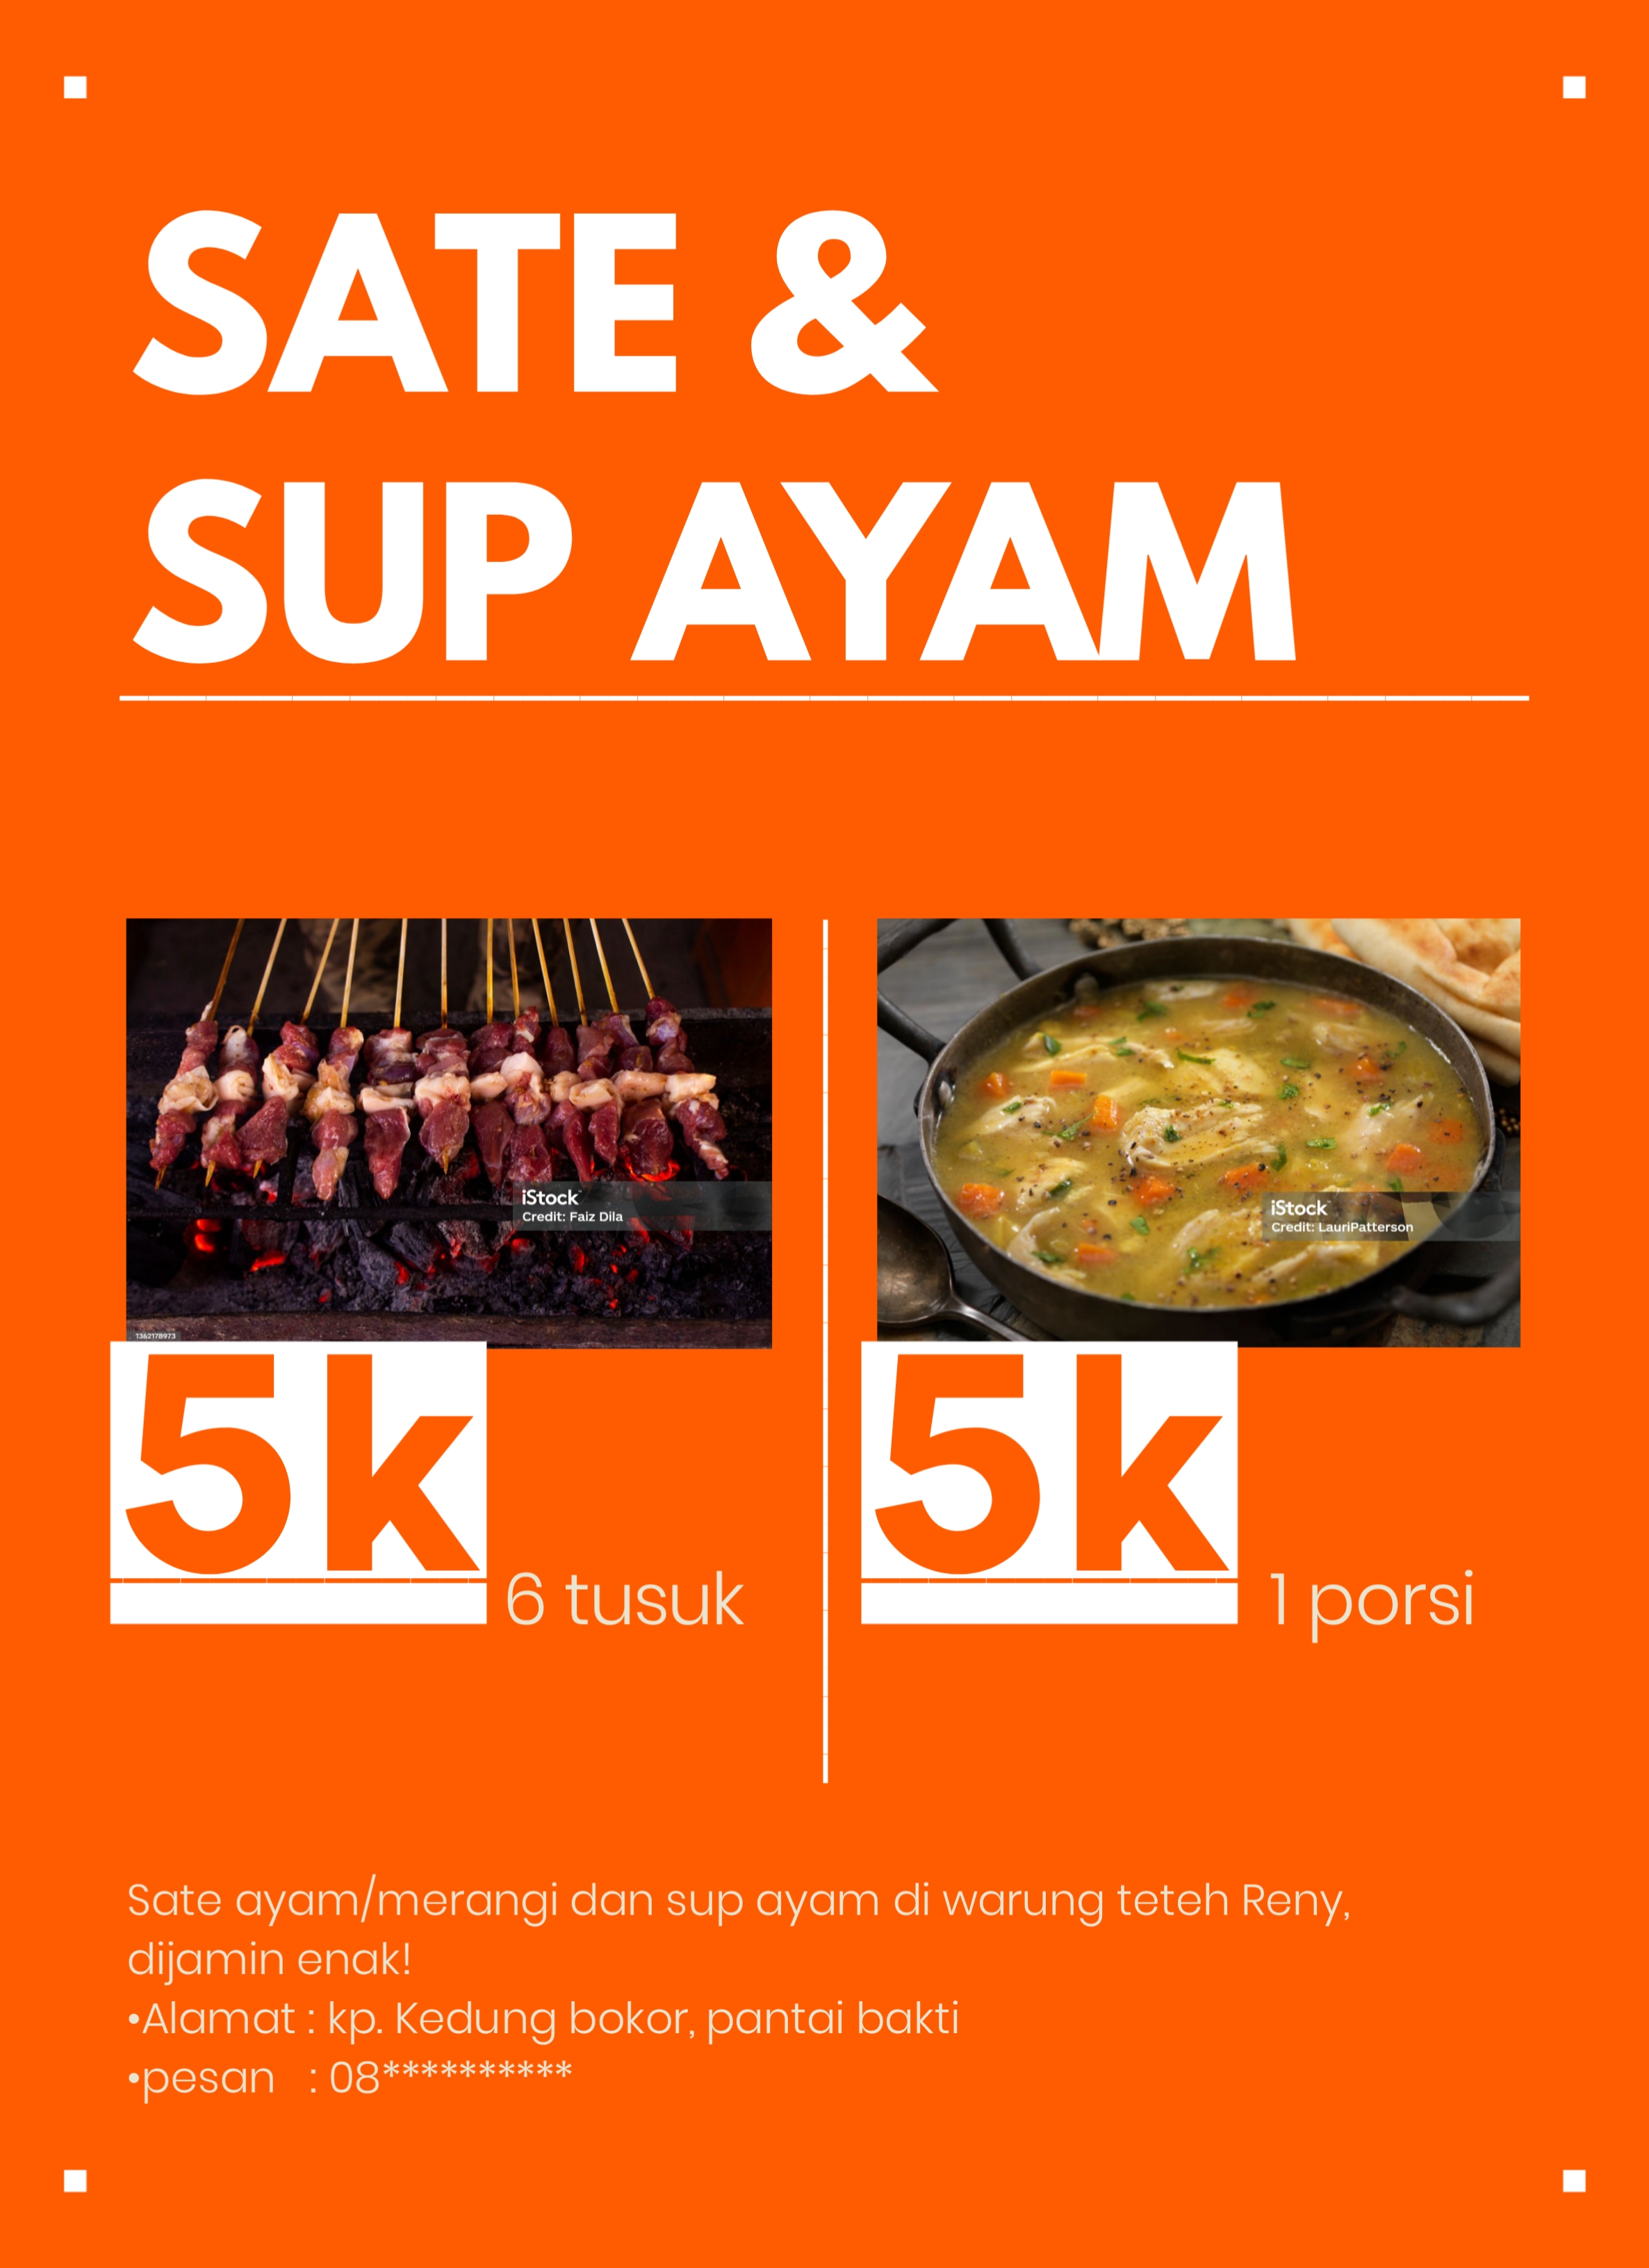 SATE &
SUP AYAM
iStock
Credit: Faiz Dila
1362178973
iStock
Credit: LauriPatterson
5k
6 tusuk
5k
1 porsi
Sate ayam/merangi dan sup ayam di warung teteh Reny,
dijamin enak!
•Alamat : kp. Kedung bokor, pantai bakti
•pesan : 08**********